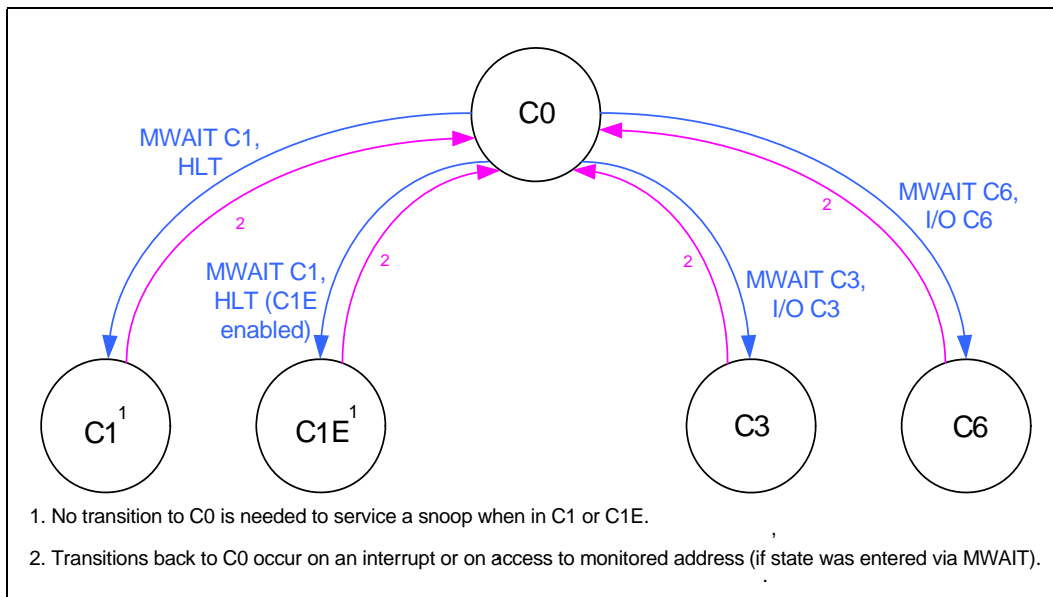 C0
MWAIT C1,
HLT
2
MWAIT C1,
HLT (C1E
enabled)
2
2
MWAIT C3,
I/O C3
2
MWAIT C6,
I/O C6
C1 1
C1E 1
C3
C6
1. No transition to C0 is needed to service a snoop when in C1 or C1E.
,
2. Transitions back to C0 occur on an interrupt or on access to monitored address (if state was entered via MWAIT).
.